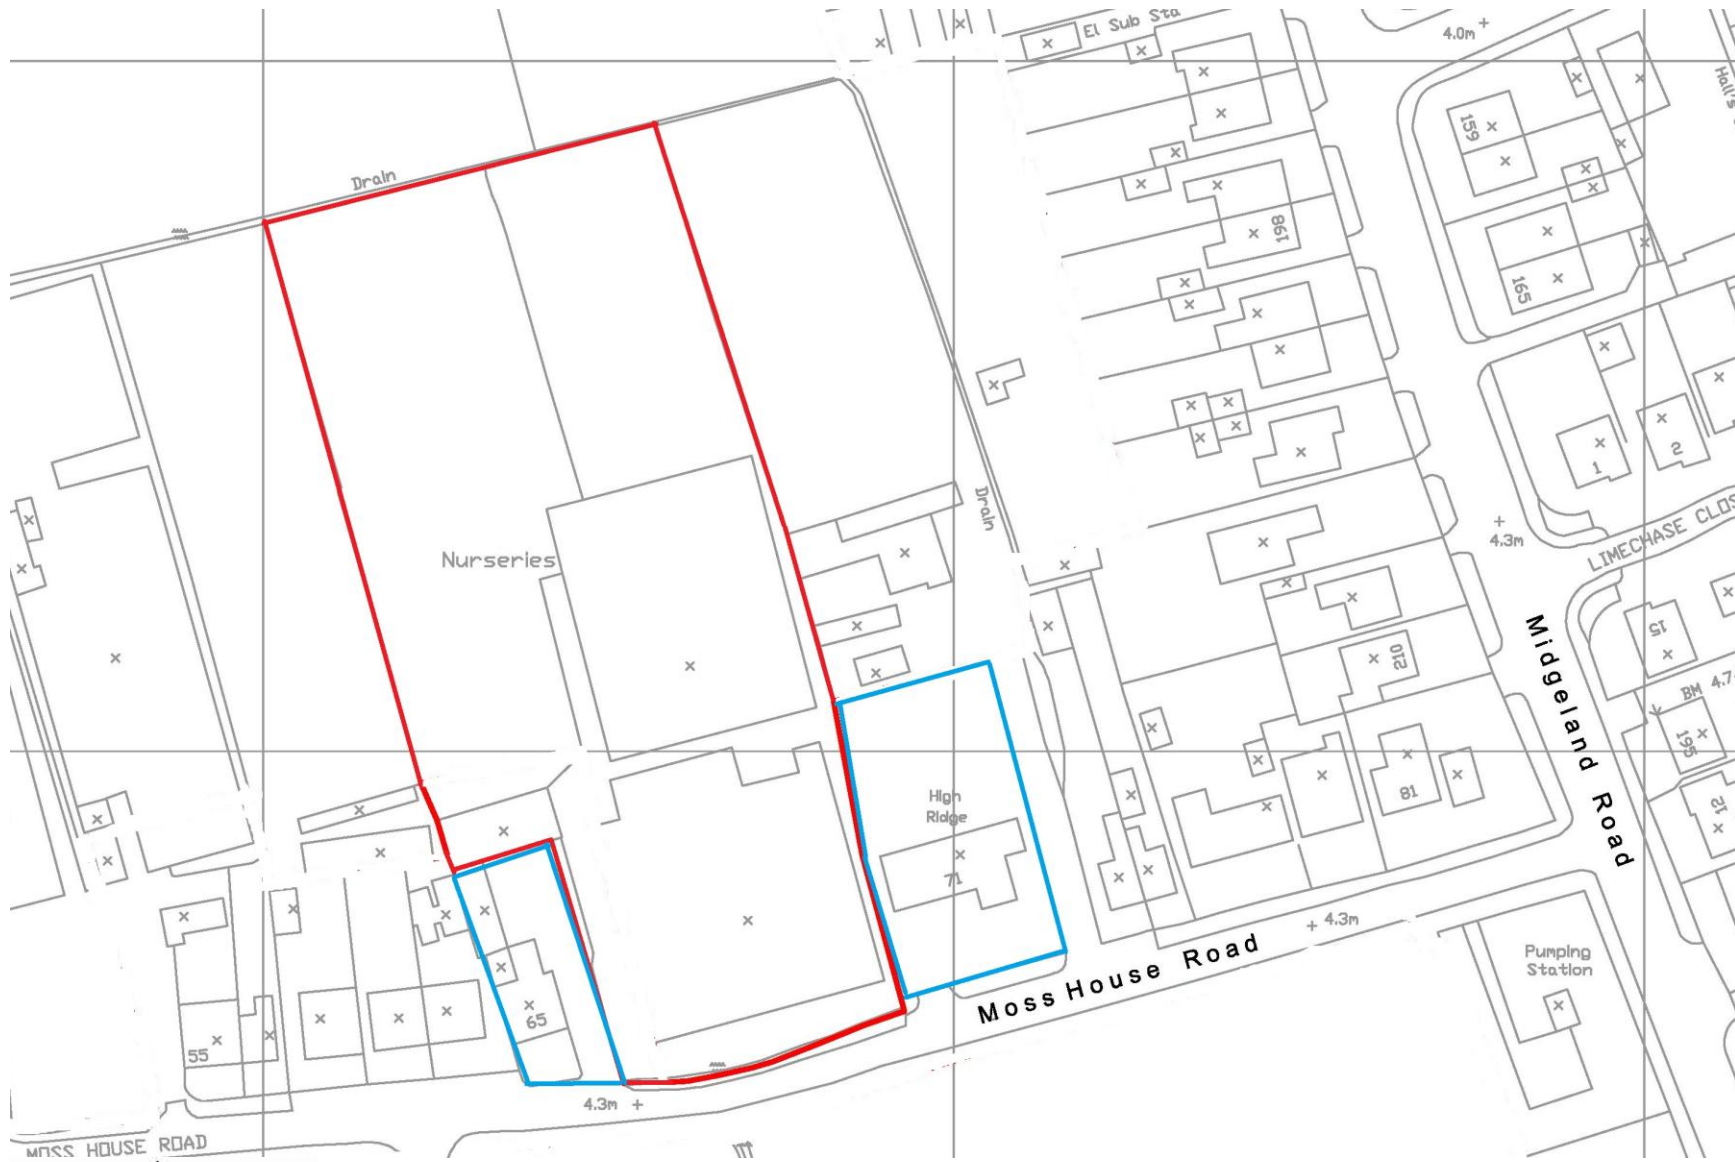 El Sub Sta
4.0m
Hall's
159
Drain
198
165
Drain
1
2
4.3m
LIMECHASE CLOS
Nurseries
15
210
Midgeland Road
BM 4.7
195
High
Ridge
71
81
12
4.3m
Moss House Road
Pumping
Station
65
55
4.3m
MOSS HOUSE ROAD